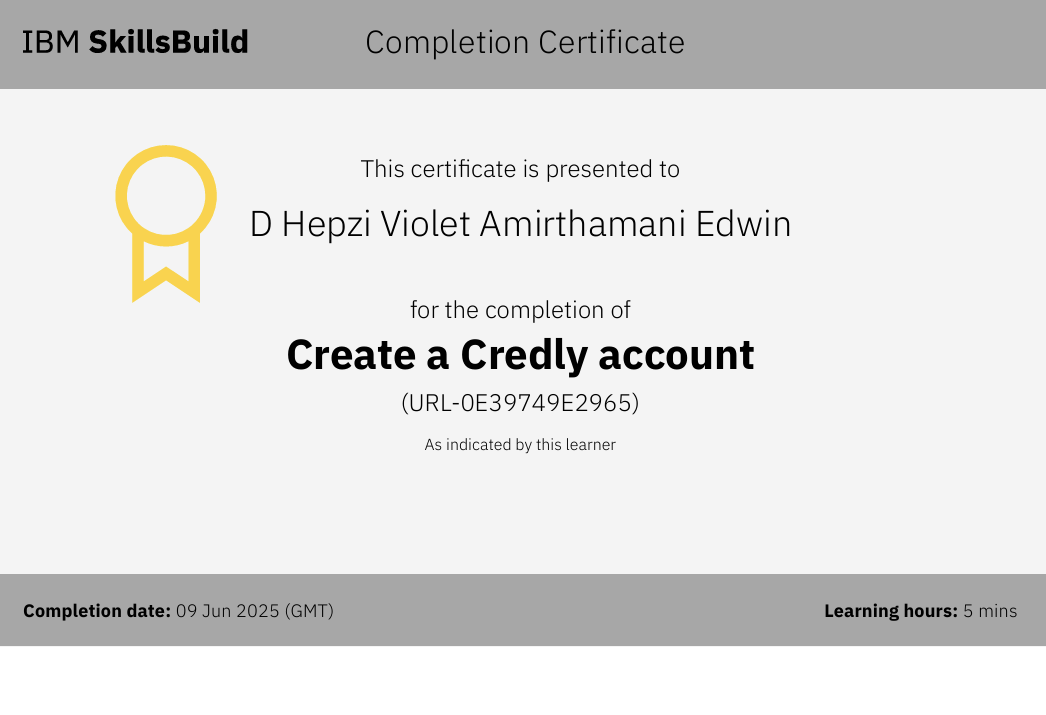 IBM SkillsBuild
Completion Certificate
This certificate is presented to
D Hepzi Violet Amirthamani Edwin
for the completion of
Create a Credly account
(URL-0E39749E2965)
As indicated by this learner
Completion date: 09 Jun 2025 (GMT)
Learning hours: 5 mins